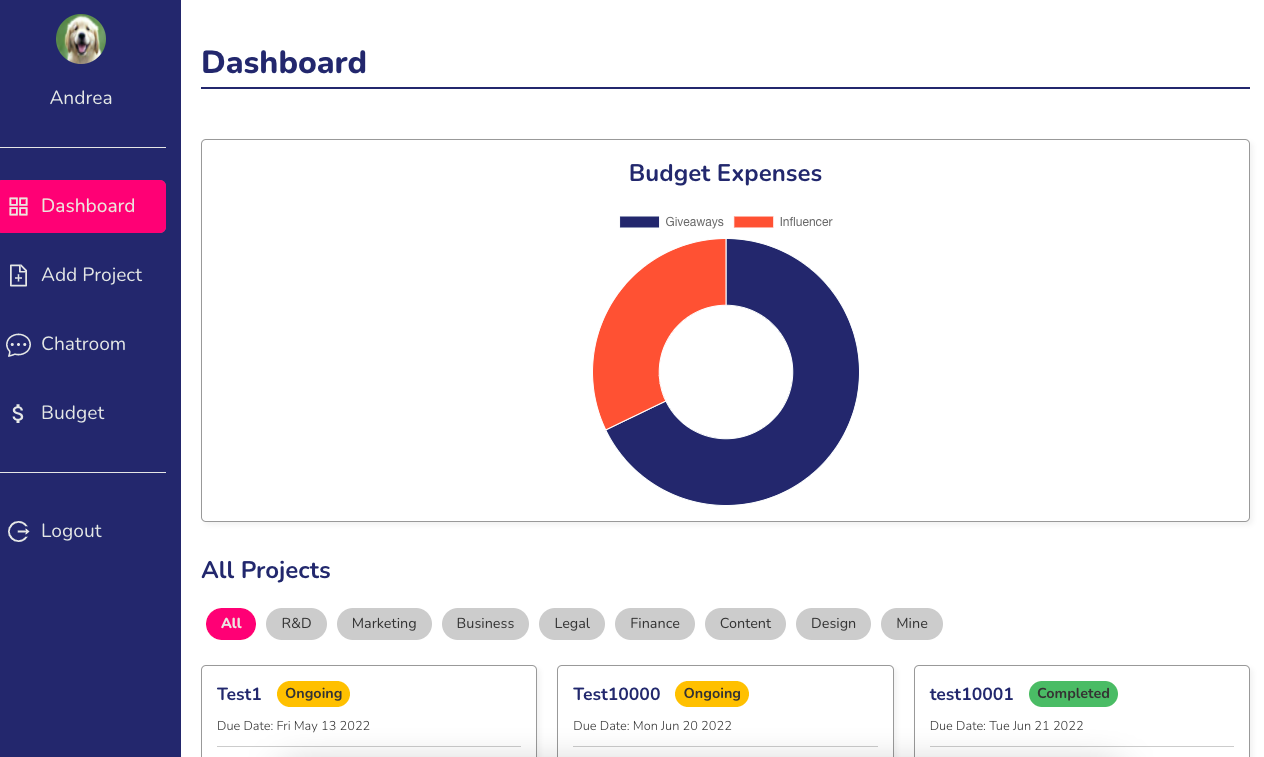 Andrea
Dashboard
Add Project
Chatroom
Budget
Logout
Dashboard
Budget Expenses
Giveaways Influencer
All Projects
All R&D Marketing Business Legal Finance Content Design Mine
Test1 Ongoing
Due Date: Fri May 13 2022
Test10000 Ongoing
Due Date: Mon Jun 20 2022
test10001 Completed
Due Date: Tue Jun 21 2022